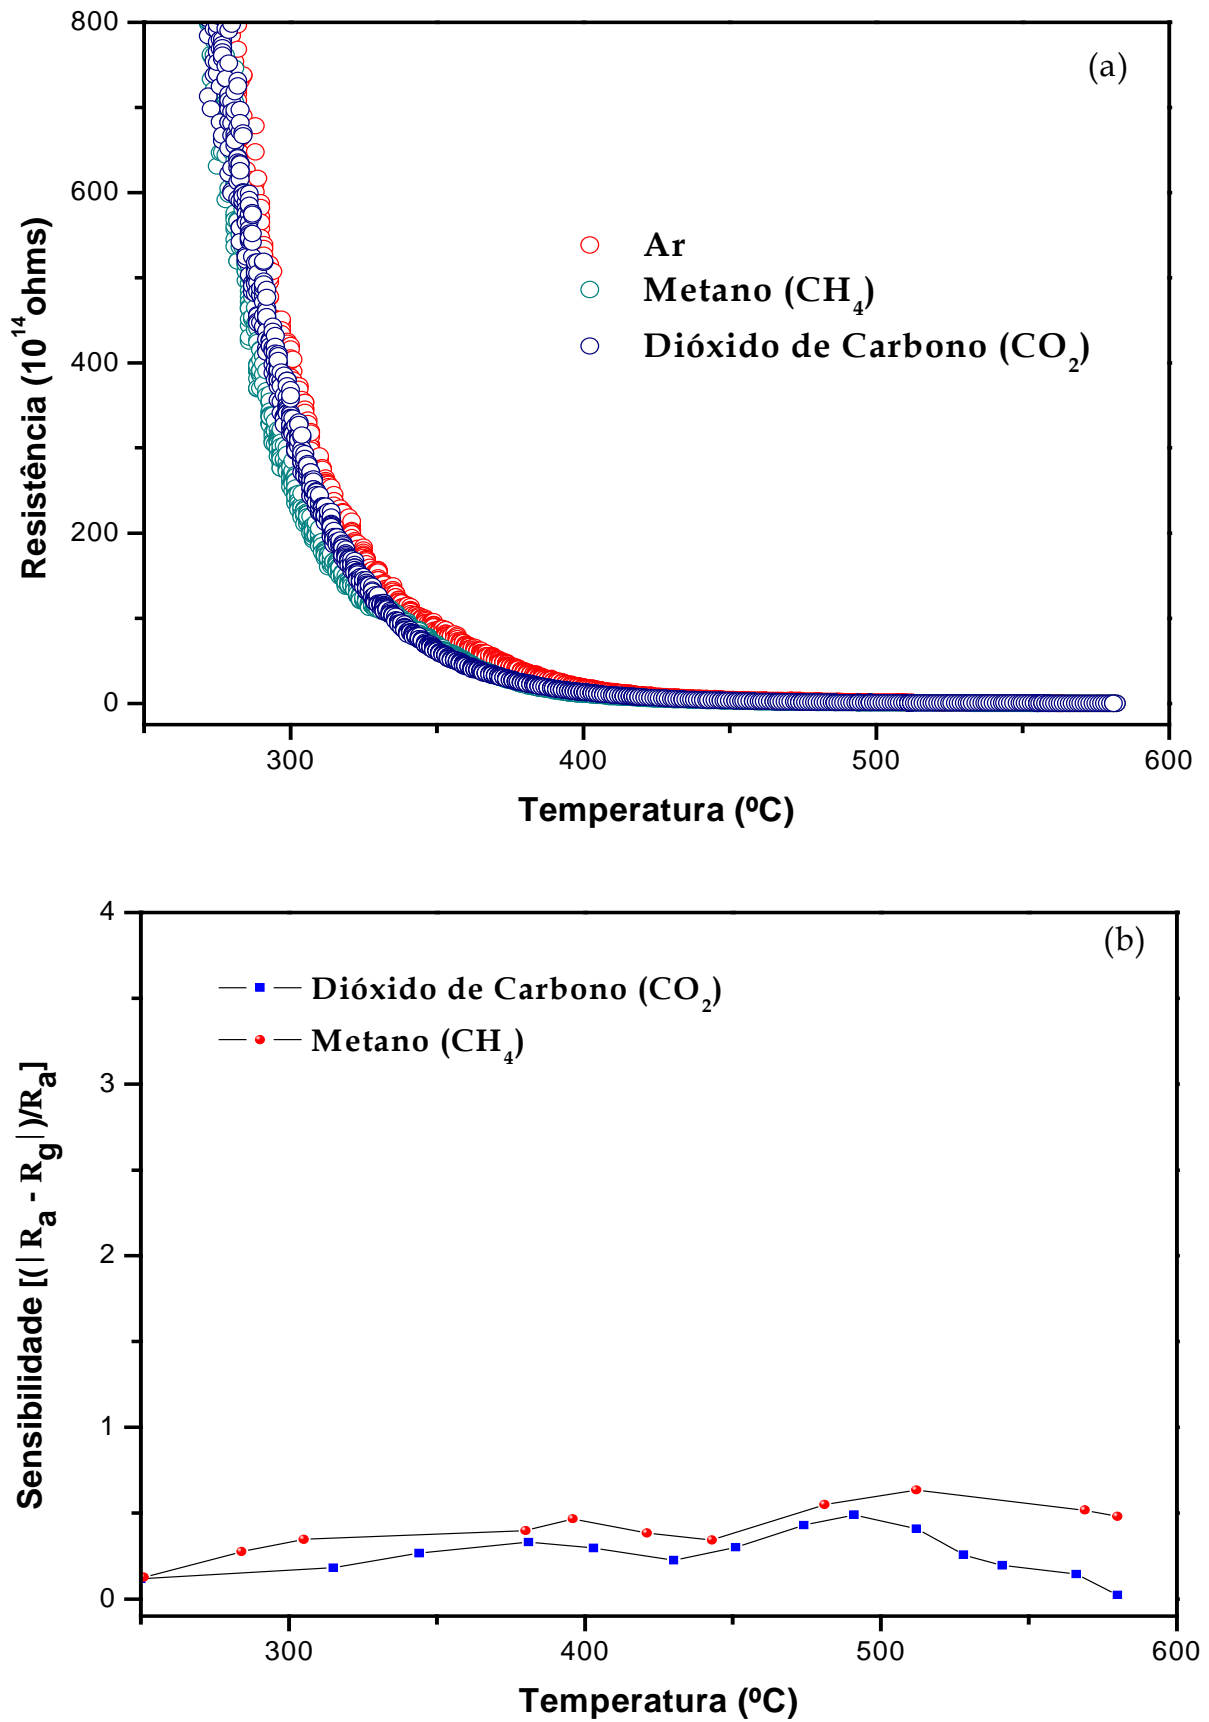 800
600
400
200
0
300
400
500
600
(a)
Resistência (10^14 ohms)
Ar
Metano (CH₄)
Dióxido de Carbono (CO₂)
Temperatura (ºC)
4
3
2
1
0
300
400
500
600
(b)
Dióxido de Carbono (CO₂)
Metano (CH₄)
Sensibilidade [(|Rₐ - R_g|)/Rₐ]
Temperatura (ºC)